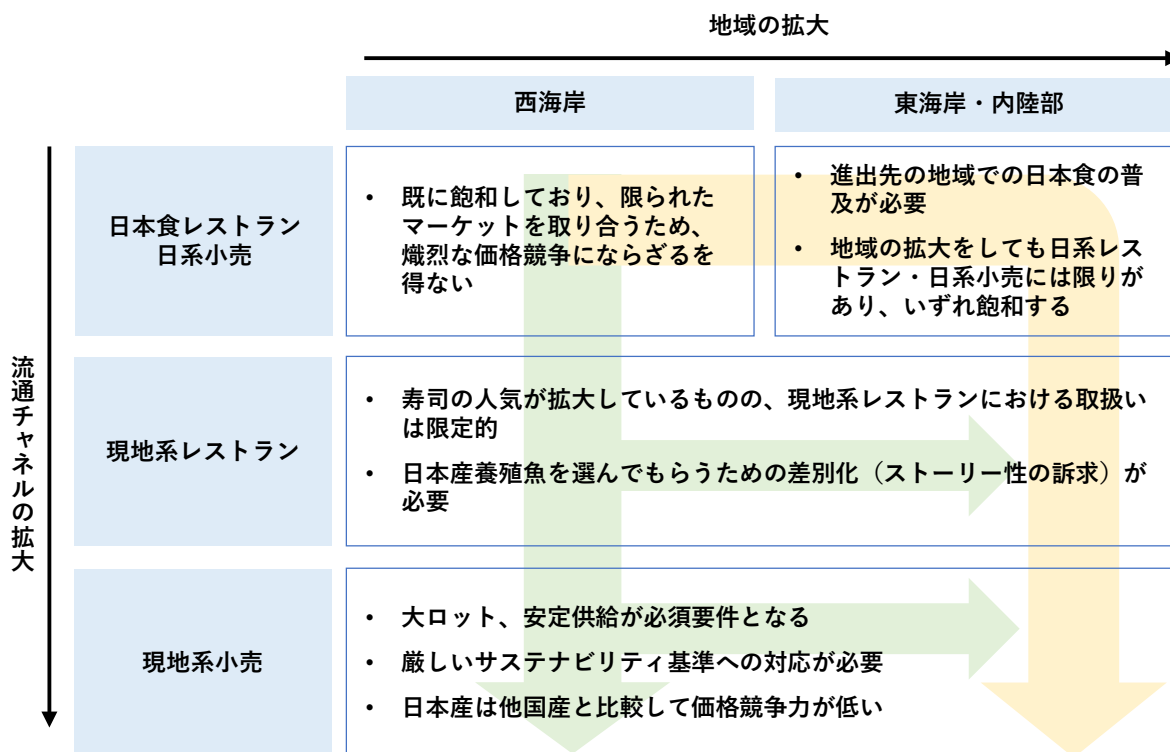 地域の拡大
西海岸
東海岸・内陸部
流通チャネルの拡大
日本食レストラン
日系小売
• 既に飽和しており、限られた
マーケットを取り合うため、
熾烈な価格競争にならざるを
得ない
• 進出先の地域での日本食の普
及が必要
• 地域の拡大をしても日系レス
トラン・日系小売には限りが
あり、いずれ飽和する
現地系レストラン
• 寿司の人気が拡大しているものの、現地系レストランにおける取扱い
は限定的
• 日本産養殖魚を選んでもらうための差別化（ストーリー性の訴求）が
必要
現地系小売
• 大ロット、安定供給が必須要件となる
• 厳しいサステナビリティ基準への対応が必要
• 日本産は他国産と比較して価格競争力が低い